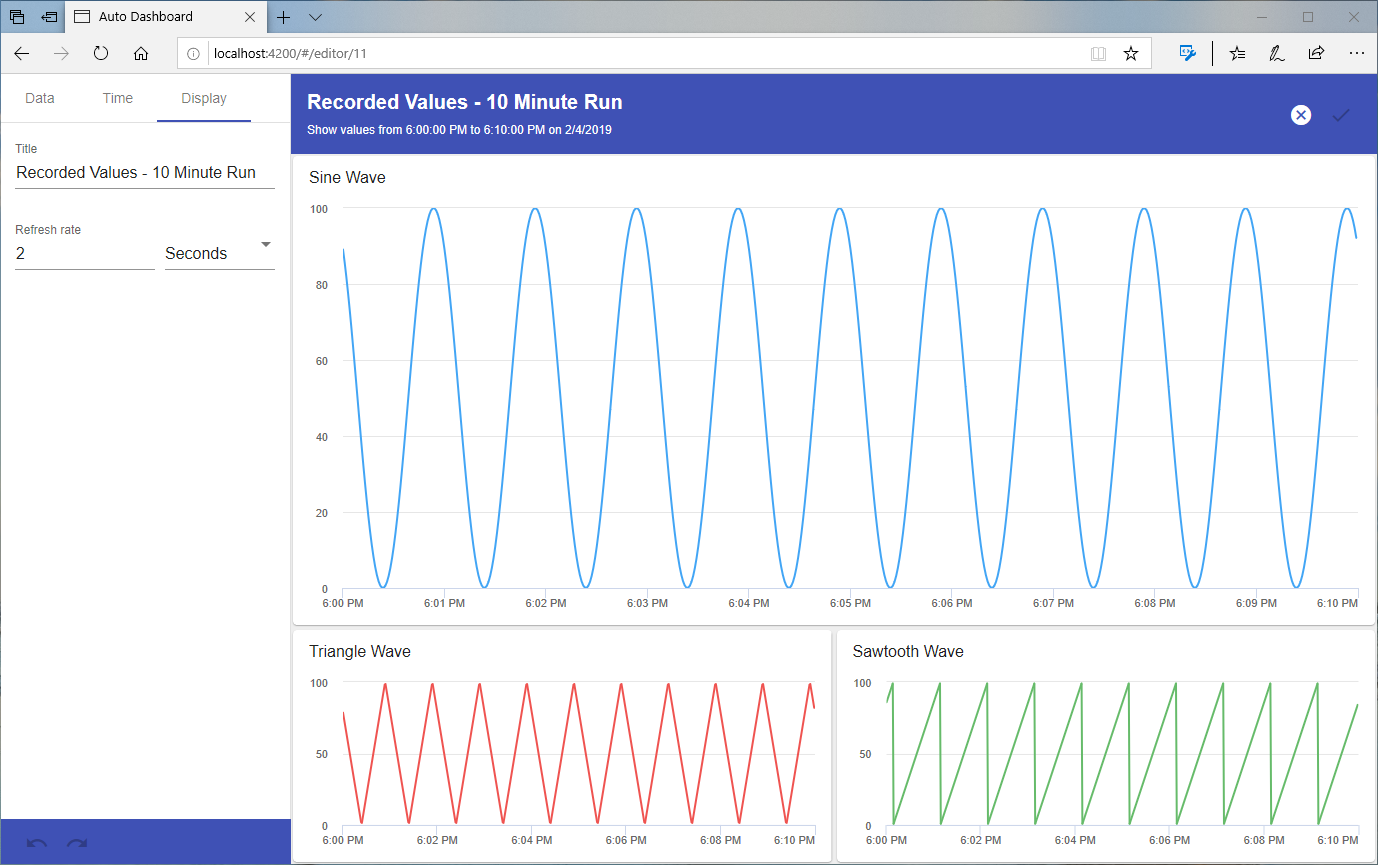 Auto Dashboard
localhost:4200/#/editor/11
Data Time Display
Title
Recorded Values - 10 Minute Run
Refresh rate
2 Seconds
Recorded Values - 10 Minute Run
Show values from 6:00:00 PM to 6:10:00 PM on 2/4/2019
Sine Wave
100
80
60
40
20
0
6:00 PM 6:01 PM 6:02 PM 6:03 PM 6:04 PM 6:05 PM 6:06 PM 6:07 PM 6:08 PM 6:09 PM 6:10 PM
Triangle Wave
100
50
0
6:00 PM 6:02 PM 6:04 PM 6:06 PM 6:08 PM 6:10 PM
Sawtooth Wave
100
50
0
6:00 PM 6:02 PM 6:04 PM 6:06 PM 6:08 PM 6:10 PM